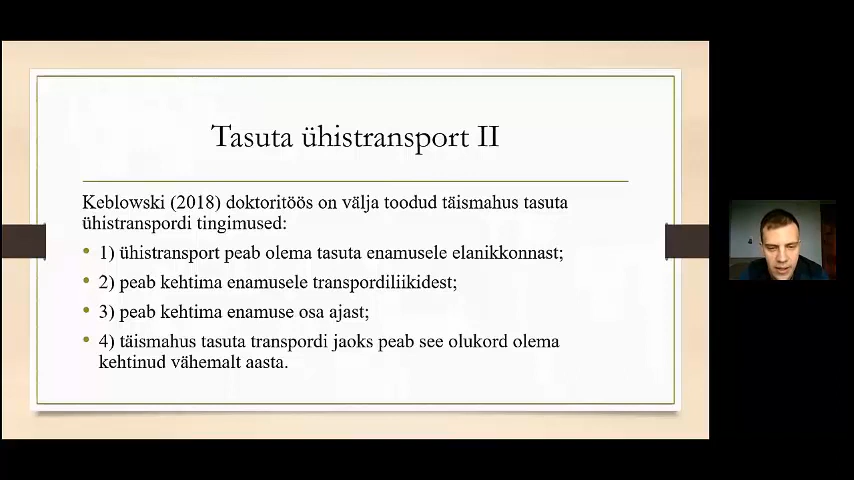 Tasuta ühistransport II
Keblowski (2018) doktoritöös on välja toodud täismahus tasuta
ühistranspordi tingimused:
• 1) ühistransport peab olema tasuta enamusele elanikkonnast;
• 2) peab kehtima enamusele transpordiliikidest;
• 3) peab kehtima enamuse osa ajast;
• 4) täismahus tasuta transpordi jaoks peab see olukord olema
kehtinud vähemalt aasta.